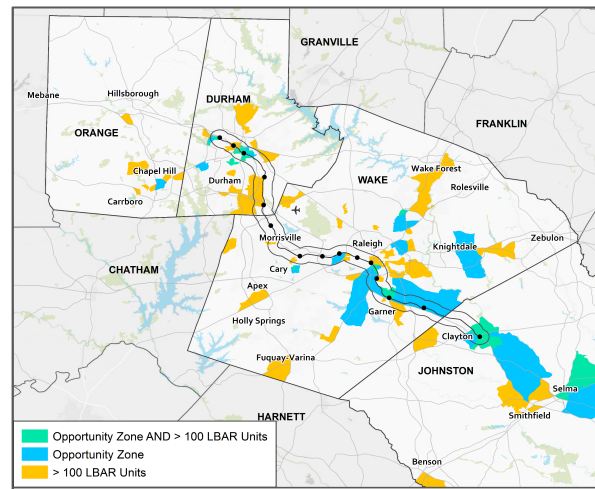 GRANVILLE
Mebane
Hillsborough
DURHAM
FRANKLIN
ORANGE
Chapel Hill
Durham
WAKE
Wake Forest
Rolesville
Carrboro
Morrisville
Raleigh
Knightdale
Zebulon
CHATHAM
Cary
Apex
Holly Springs
Garner
Clayton
Fuquay-Varina
JOHNSTON
Selma
HARNETT
Smithfield
Benson
Opportunity Zone AND > 100 LBAR Units
Opportunity Zone
> 100 LBAR Units